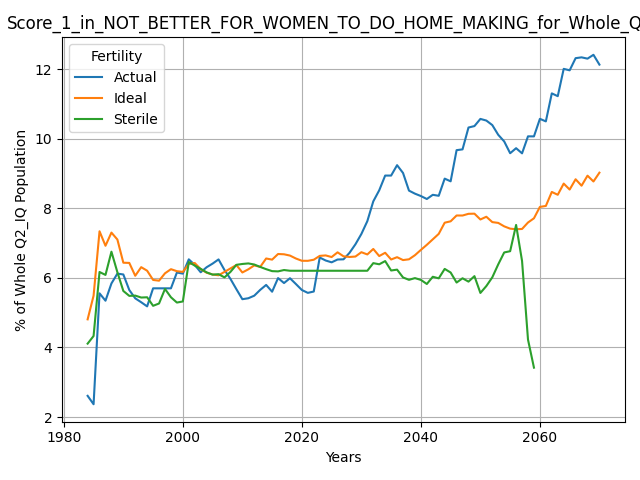 Score_1_in_NOT_BETTER_FOR_WOMEN_TO_DO_HOME_MAKING_for_Whole_Q
Fertility
Actual
Ideal
Sterile
% of Whole Q2_IQ Population
12
10
8
6
4
2
1980 2000 2020 2040 2060
Years